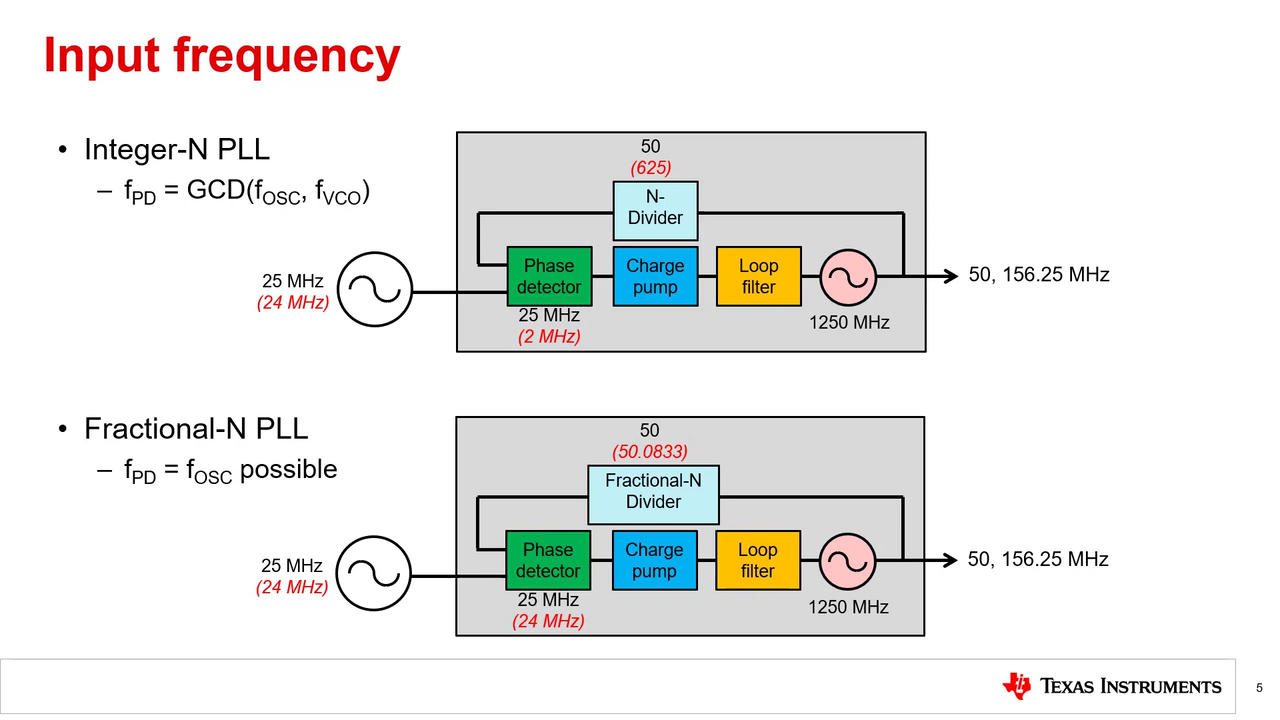 Input frequency
• Integer-N PLL
– fPD = GCD(fOSC, fVCO)
50
(625)
N-
Divider
25 MHz
(24 MHz)
Phase
detector
Charge
pump
Loop
filter
50, 156.25 MHz
25 MHz
(2 MHz)
1250 MHz
• Fractional-N PLL
– fPD = fOSC possible
50
(50.0833)
Fractional-N
Divider
25 MHz
(24 MHz)
Phase
detector
Charge
pump
Loop
filter
50, 156.25 MHz
25 MHz
(24 MHz)
1250 MHz
TEXAS INSTRUMENTS
5